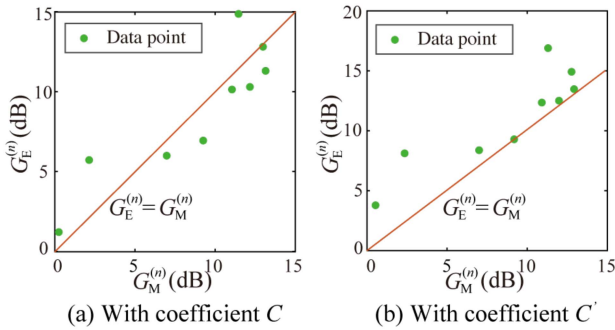 15
10
5
0
G_E^(n) (dB)
Data point
G_E^(n) = G_M^(n)
0 5 10 15
G_M^(n) (dB)
(a) With coefficient C
20
15
10
5
0
G_E^(n) (dB)
Data point
G_E^(n) = G_M^(n)
0 5 10 15
G_M^(n) (dB)
(b) With coefficient C'